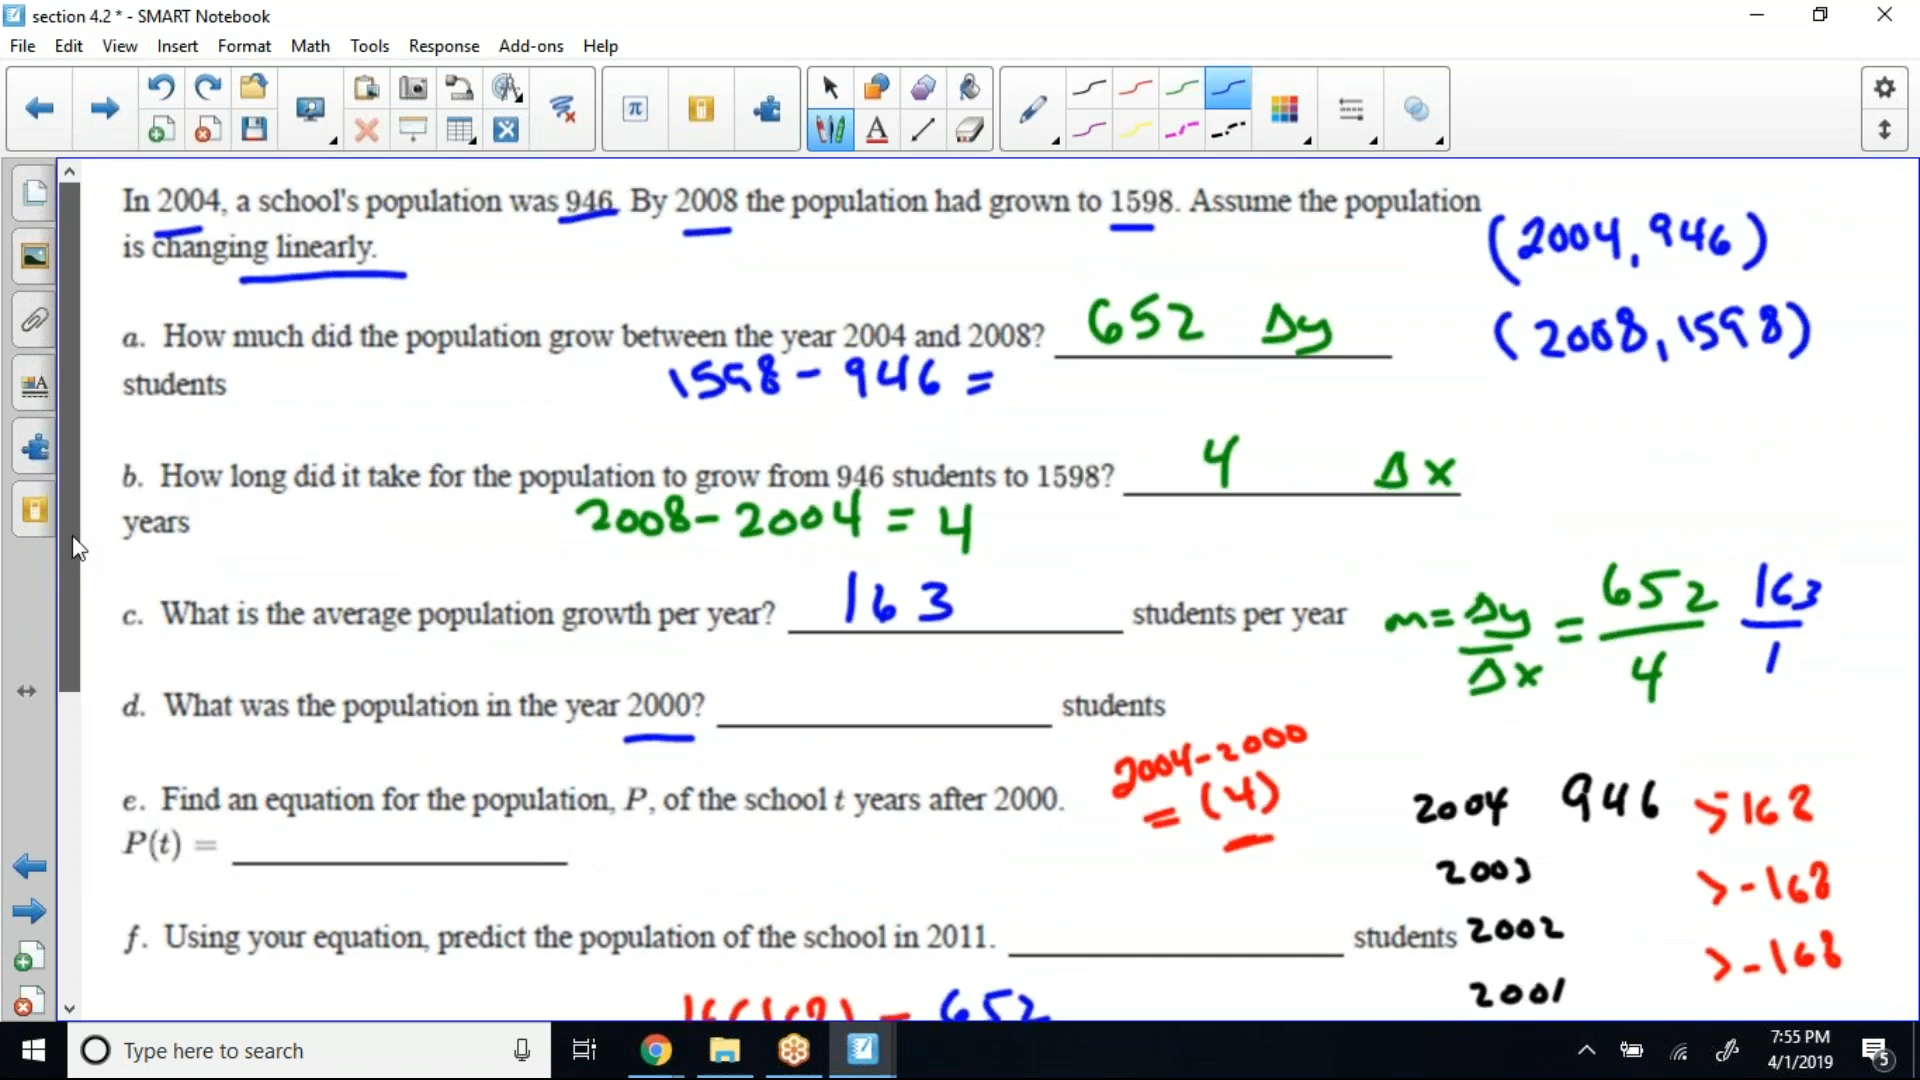 section 4.2 * - SMART Notebook
File Edit View Insert Format Math Tools Response Add-ons Help
In 2004, a school's population was 946. By 2008 the population had grown to 1598. Assume the population
is changing linearly.
(2004, 946)
(2008, 1598)
a. How much did the population grow between the year 2004 and 2008? 652 Δy
students
1598 - 946 =
b. How long did it take for the population to grow from 946 students to 1598? 4 Δx
years
2008 - 2004 = 4
c. What is the average population growth per year? 163 students per year
m = Δy/Δx = 652/4 163/1
d. What was the population in the year 2000? students
2004-2000
= (4)
e. Find an equation for the population, P, of the school t years after 2000.
P(t) =
2004 946 >168
2003 >-168
f. Using your equation, predict the population of the school in 2011. students
2002 >-168
2001
652
Type here to search
7:55 PM
4/1/2019
5